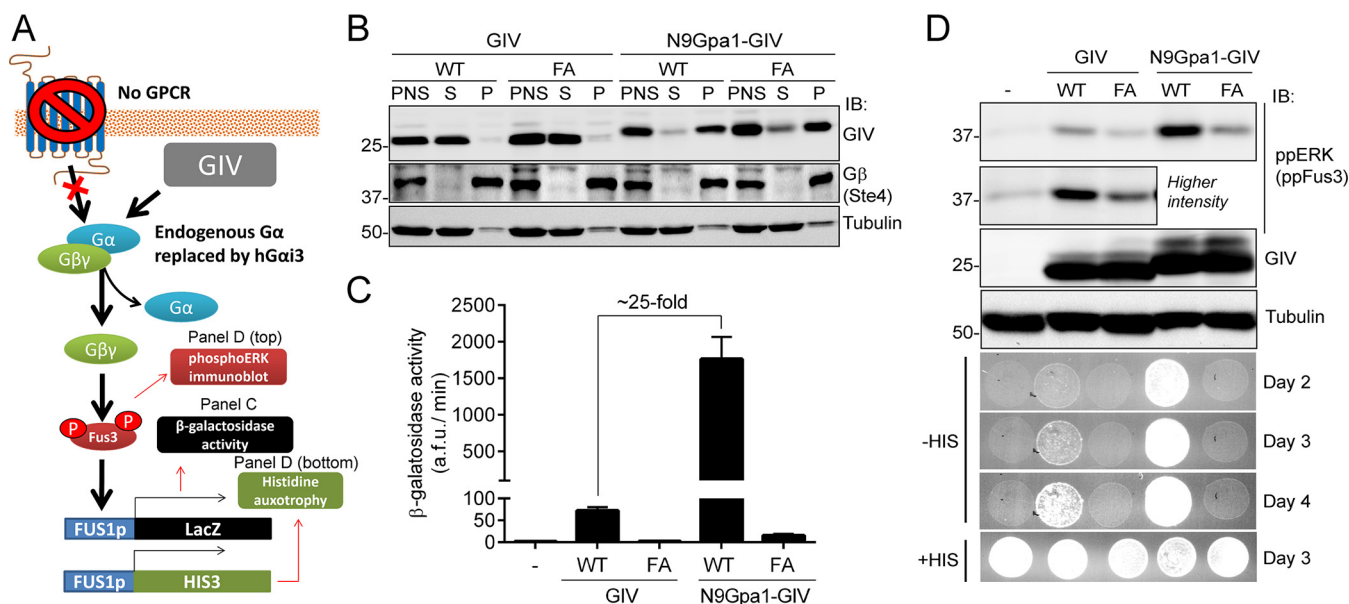 A
No GPCR
GIV
Gα
Gβγ
Endogenous Gα
replaced by hGαi3
Gα
Gβγ
Panel D (top)
phosphoERK
immunoblot
P
P
Fus3
Panel C
β-galactosidase
activity
Panel D (bottom)
Histidine
auxotrophy
FUS1p
LacZ
FUS1p
HIS3
B
GIV
N9Gpa1-GIV
WT
FA
WT
FA
PNS S P PNS S P PNS S P PNS S P
IB:
25-
GIV
37-
Gβ
(Ste4)
50-
Tubulin
C
β-galatosidase activity
(a.f.u./ min)
2500
2250
2000
1750
1500
1250
1000
750
500
100
50
0
~25-fold
-
WT
FA
WT
FA
GIV
N9Gpa1-GIV
D
GIV
N9Gpa1-GIV
-
WT
FA
WT
FA
IB:
37-
ppERK
(ppFus3)
37-
Higher
intensity
25-
GIV
50-
Tubulin
-HIS
Day 2
Day 3
Day 4
+HIS
Day 3